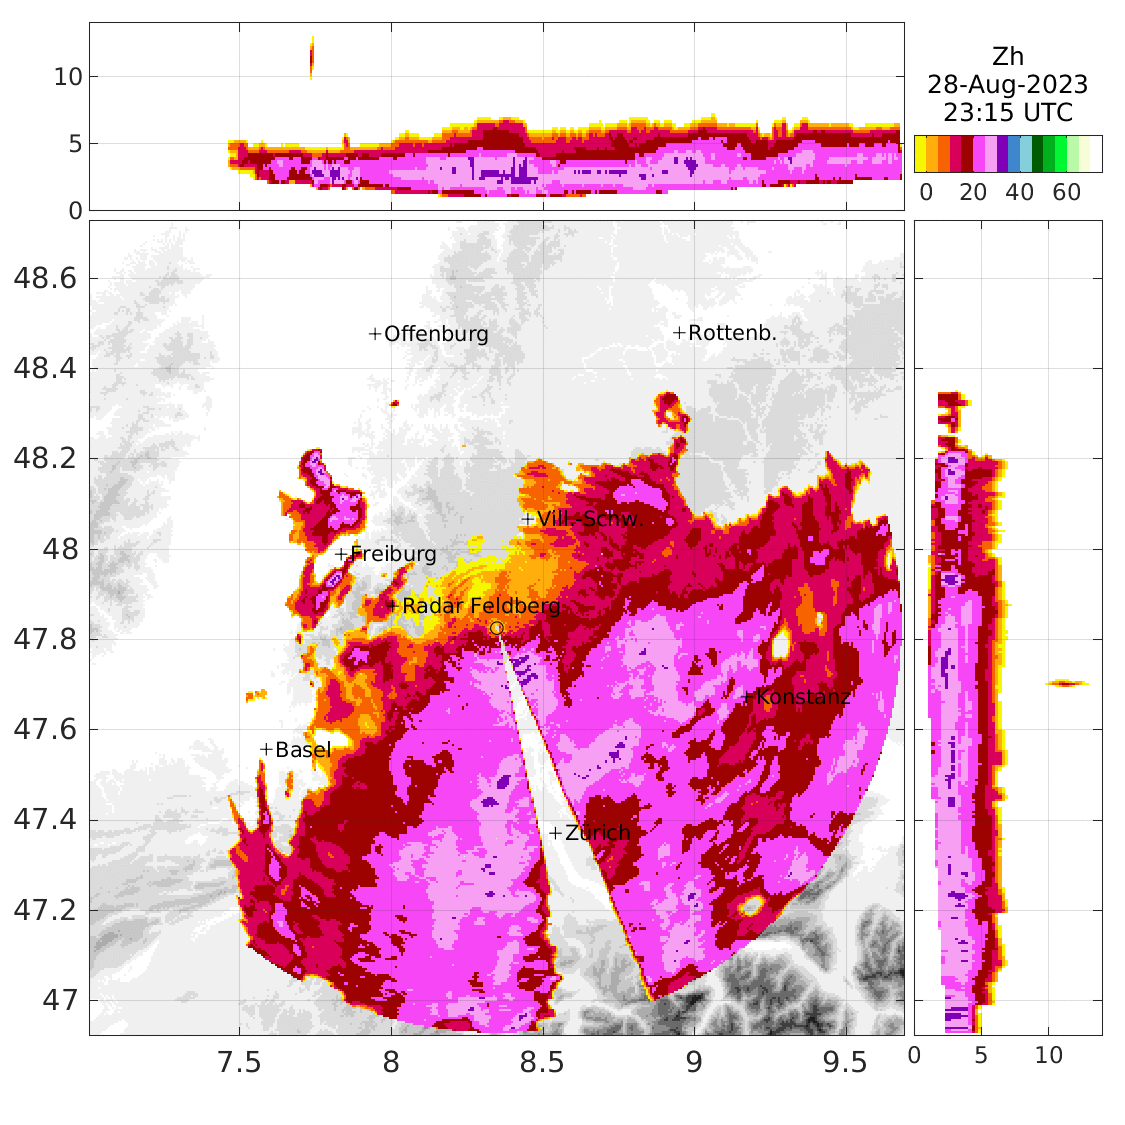 10
5
0
Zh
28-Aug-2023
23:15 UTC
0 20 40 60
48.6
48.4
48.2
48
47.8
47.6
47.4
47.2
47
Offenburg
Rottenb.
Vill.-Schw.
Freiburg
Radar Feldberg
Konstanz
Basel
Zürich
7.5 8 8.5 9 9.5
0 5 10